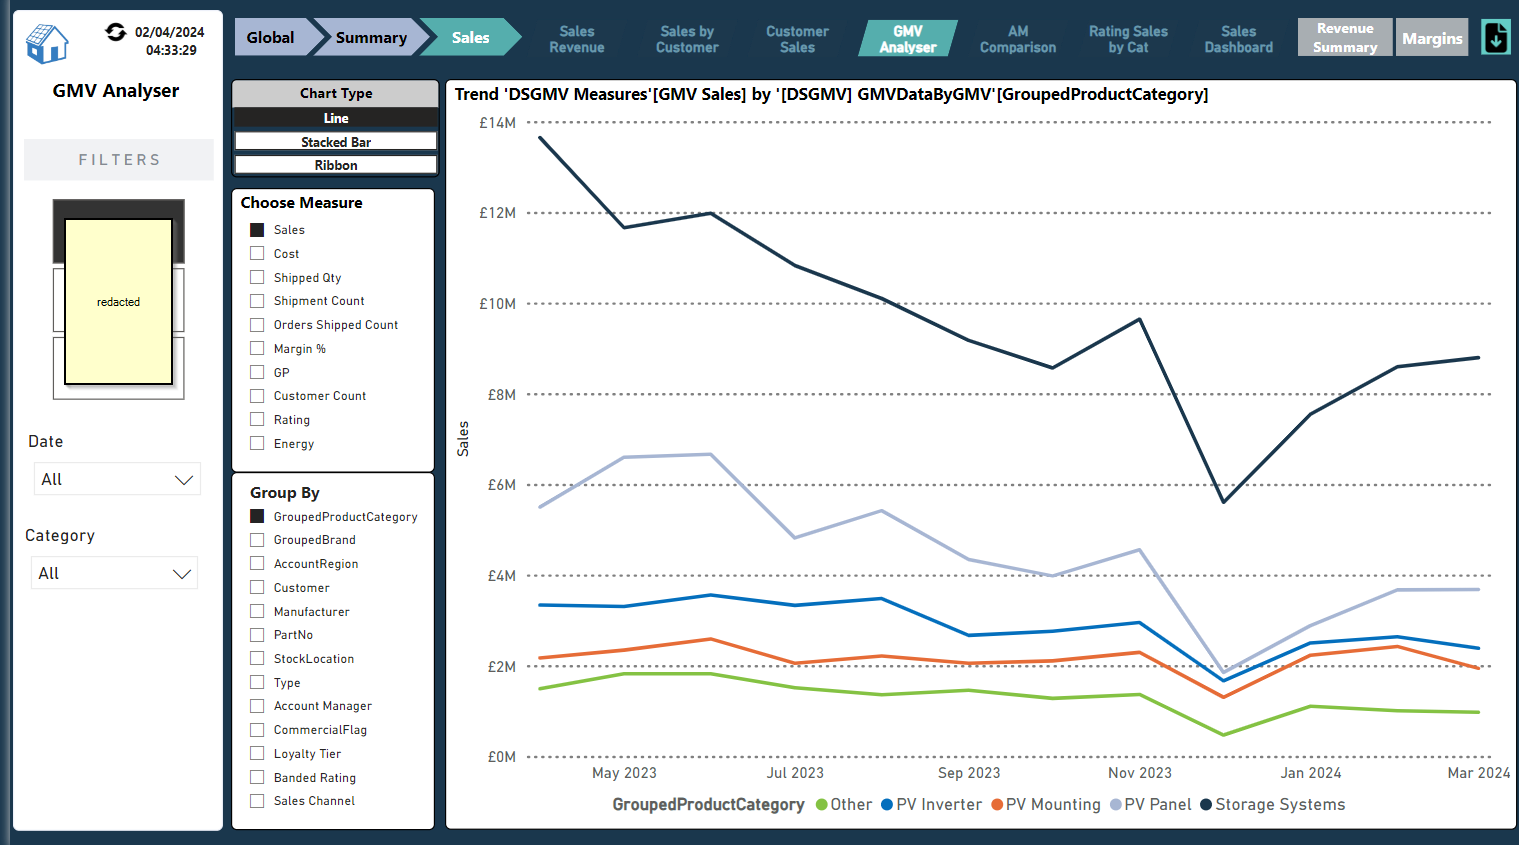 02/04/2024
04:33:29
GMV Analyser
FILTERS
redacted
Date
All
Category
All
Global
Summary
Sales
Sales
Revenue
Sales by
Customer
Customer
Sales
GMV
Analyser
AM
Comparison
Rating Sales
by Cat
Sales
Dashboard
Revenue
Summary
Margins
Chart Type
Line
Stacked Bar
Ribbon
Choose Measure
Sales
Cost
Shipped Qty
Shipment Count
Orders Shipped Count
Margin %
GP
Customer Count
Rating
Energy
Group By
GroupedProductCategory
GroupedBrand
AccountRegion
Customer
Manufacturer
PartNo
StockLocation
Type
Account Manager
CommercialFlag
Loyalty Tier
Banded Rating
Sales Channel
Trend 'DSGMV Measures'[GMV Sales] by '[DSGMV] GMVDataByGMV'[GroupedProductCategory]
£14M
£12M
£10M
£8M
£6M
£4M
£2M
£0M
Sales
May 2023
Jul 2023
Sep 2023
Nov 2023
Jan 2024
Mar 2024
GroupedProductCategory Other PV Inverter PV Mounting PV Panel Storage Systems